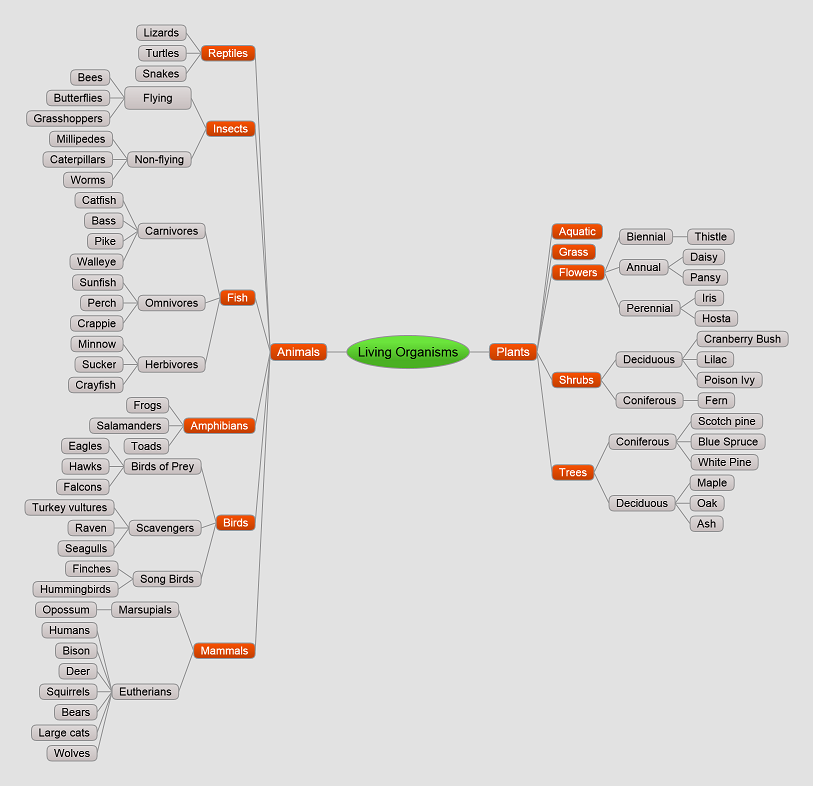 Living Organisms
Animals
Reptiles
Lizards
Turtles
Snakes
Insects
Flying
Bees
Butterflies
Grasshoppers
Non-flying
Millipedes
Caterpillars
Worms
Fish
Carnivores
Catfish
Bass
Pike
Walleye
Omnivores
Sunfish
Perch
Crappie
Herbivores
Minnow
Sucker
Crayfish
Amphibians
Frogs
Salamanders
Toads
Birds
Birds of Prey
Eagles
Hawks
Falcons
Scavengers
Turkey vultures
Raven
Seagulls
Song Birds
Finches
Hummingbirds
Mammals
Marsupials
Opossum
Eutherians
Humans
Bison
Deer
Squirrels
Bears
Large cats
Wolves
Plants
Aquatic
Grass
Flowers
Biennial
Thistle
Annual
Daisy
Pansy
Perennial
Iris
Hosta
Shrubs
Deciduous
Cranberry Bush
Lilac
Poison Ivy
Coniferous
Fern
Trees
Coniferous
Scotch pine
Blue Spruce
White Pine
Deciduous
Maple
Oak
Ash